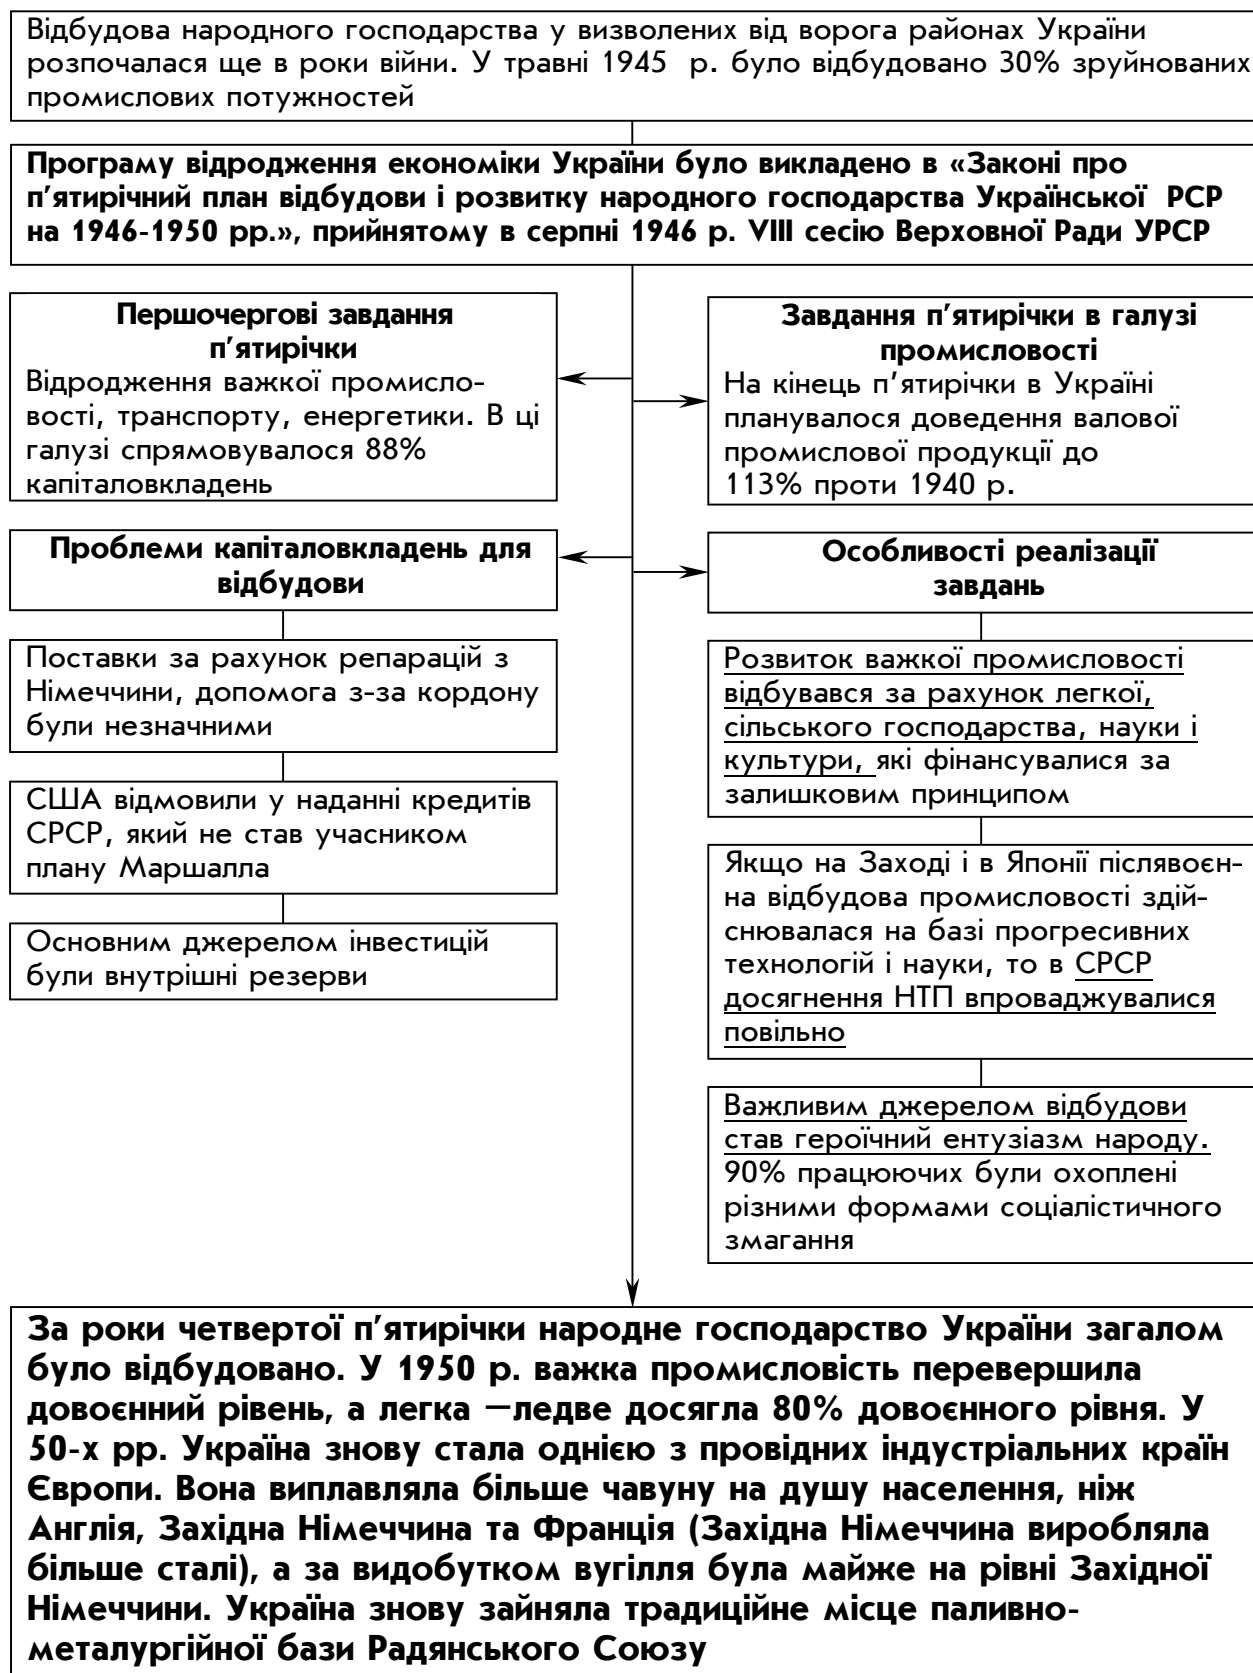 Відбудова народного господарства у визволених від ворога районах України
розпочалася ще в роки війни. У травні 1945 р. було відбудовано 30% зруйнованих
промислових потужностей
Програму відродження економіки України було викладено в «Законі про
п'ятирічний план відбудови і розвитку народного господарства Української РСР
на 1946-1950 рр.», прийнятому в серпні 1946 р. VIII сесію Верховної Ради УРСР
Першочергові завдання
п'ятирічки
Відродження важкої промисло-
вості, транспорту, енергетики. В ці
галузі спрямовувалося 88%
капіталовкладень
Завдання п'ятирічки в галузі
промисловості
На кінець п'ятирічки в Україні
планувалося доведення валової
промислової продукції до
113% проти 1940 р.
Проблеми капіталовкладень для
відбудови
Поставки за рахунок репарацій з
Німеччини, допомога з-за кордону
були незначними
США відмовили у наданні кредитів
СРСР, який не став учасником
плану Маршалла
Основним джерелом інвестицій
були внутрішні резерви
Особливості реалізації
завдань
Розвиток важкої промисловості
відбувався за рахунок легкої,
сільського господарства, науки і
культури, які фінансувалися за
залишковим принципом
Якщо на Заході і в Японії післявоєн-
на відбудова промисловості здій-
снювалася на базі прогресивних
технологій і науки, то в СРСР
досягнення НТП впроваджувалися
повільно
Важливим джерелом відбудови
став героїчний ентузіазм народу.
90% працюючих були охоплені
різними формами соціалістичного
змагання
За роки четвертої п'ятирічки народне господарство України загалом
було відбудовано. У 1950 р. важка промисловість перевершила
довоєнний рівень, а легка —ледве досягла 80% довоєнного рівня. У
50-х рр. Україна знову стала однією з провідних індустріальних країн
Європи. Вона виплавляла більше чавуну на душу населення, ніж
Англія, Західна Німеччина та Франція (Західна Німеччина виробляла
більше сталі), а за видобутком вугілля була майже на рівні Західної
Німеччини. Україна знову зайняла традиційне місце паливно-
металургійної бази Радянського Союзу